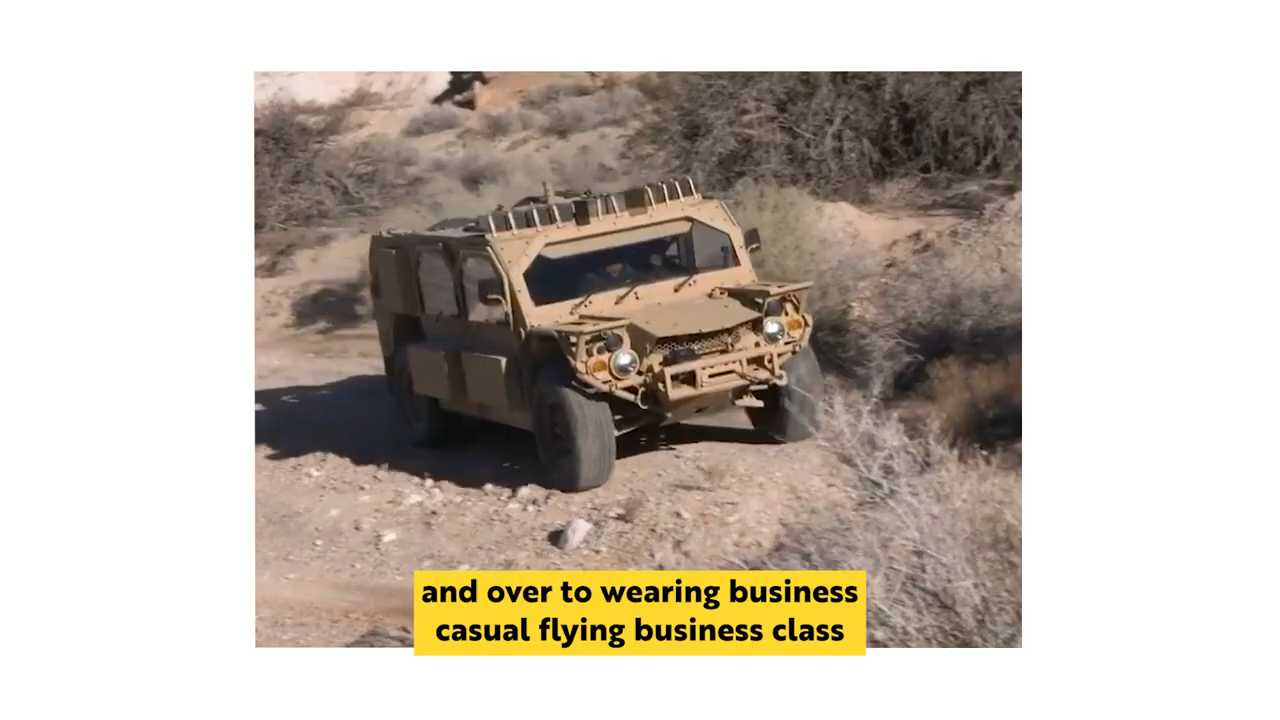 and over to wearing business
casual flying business class